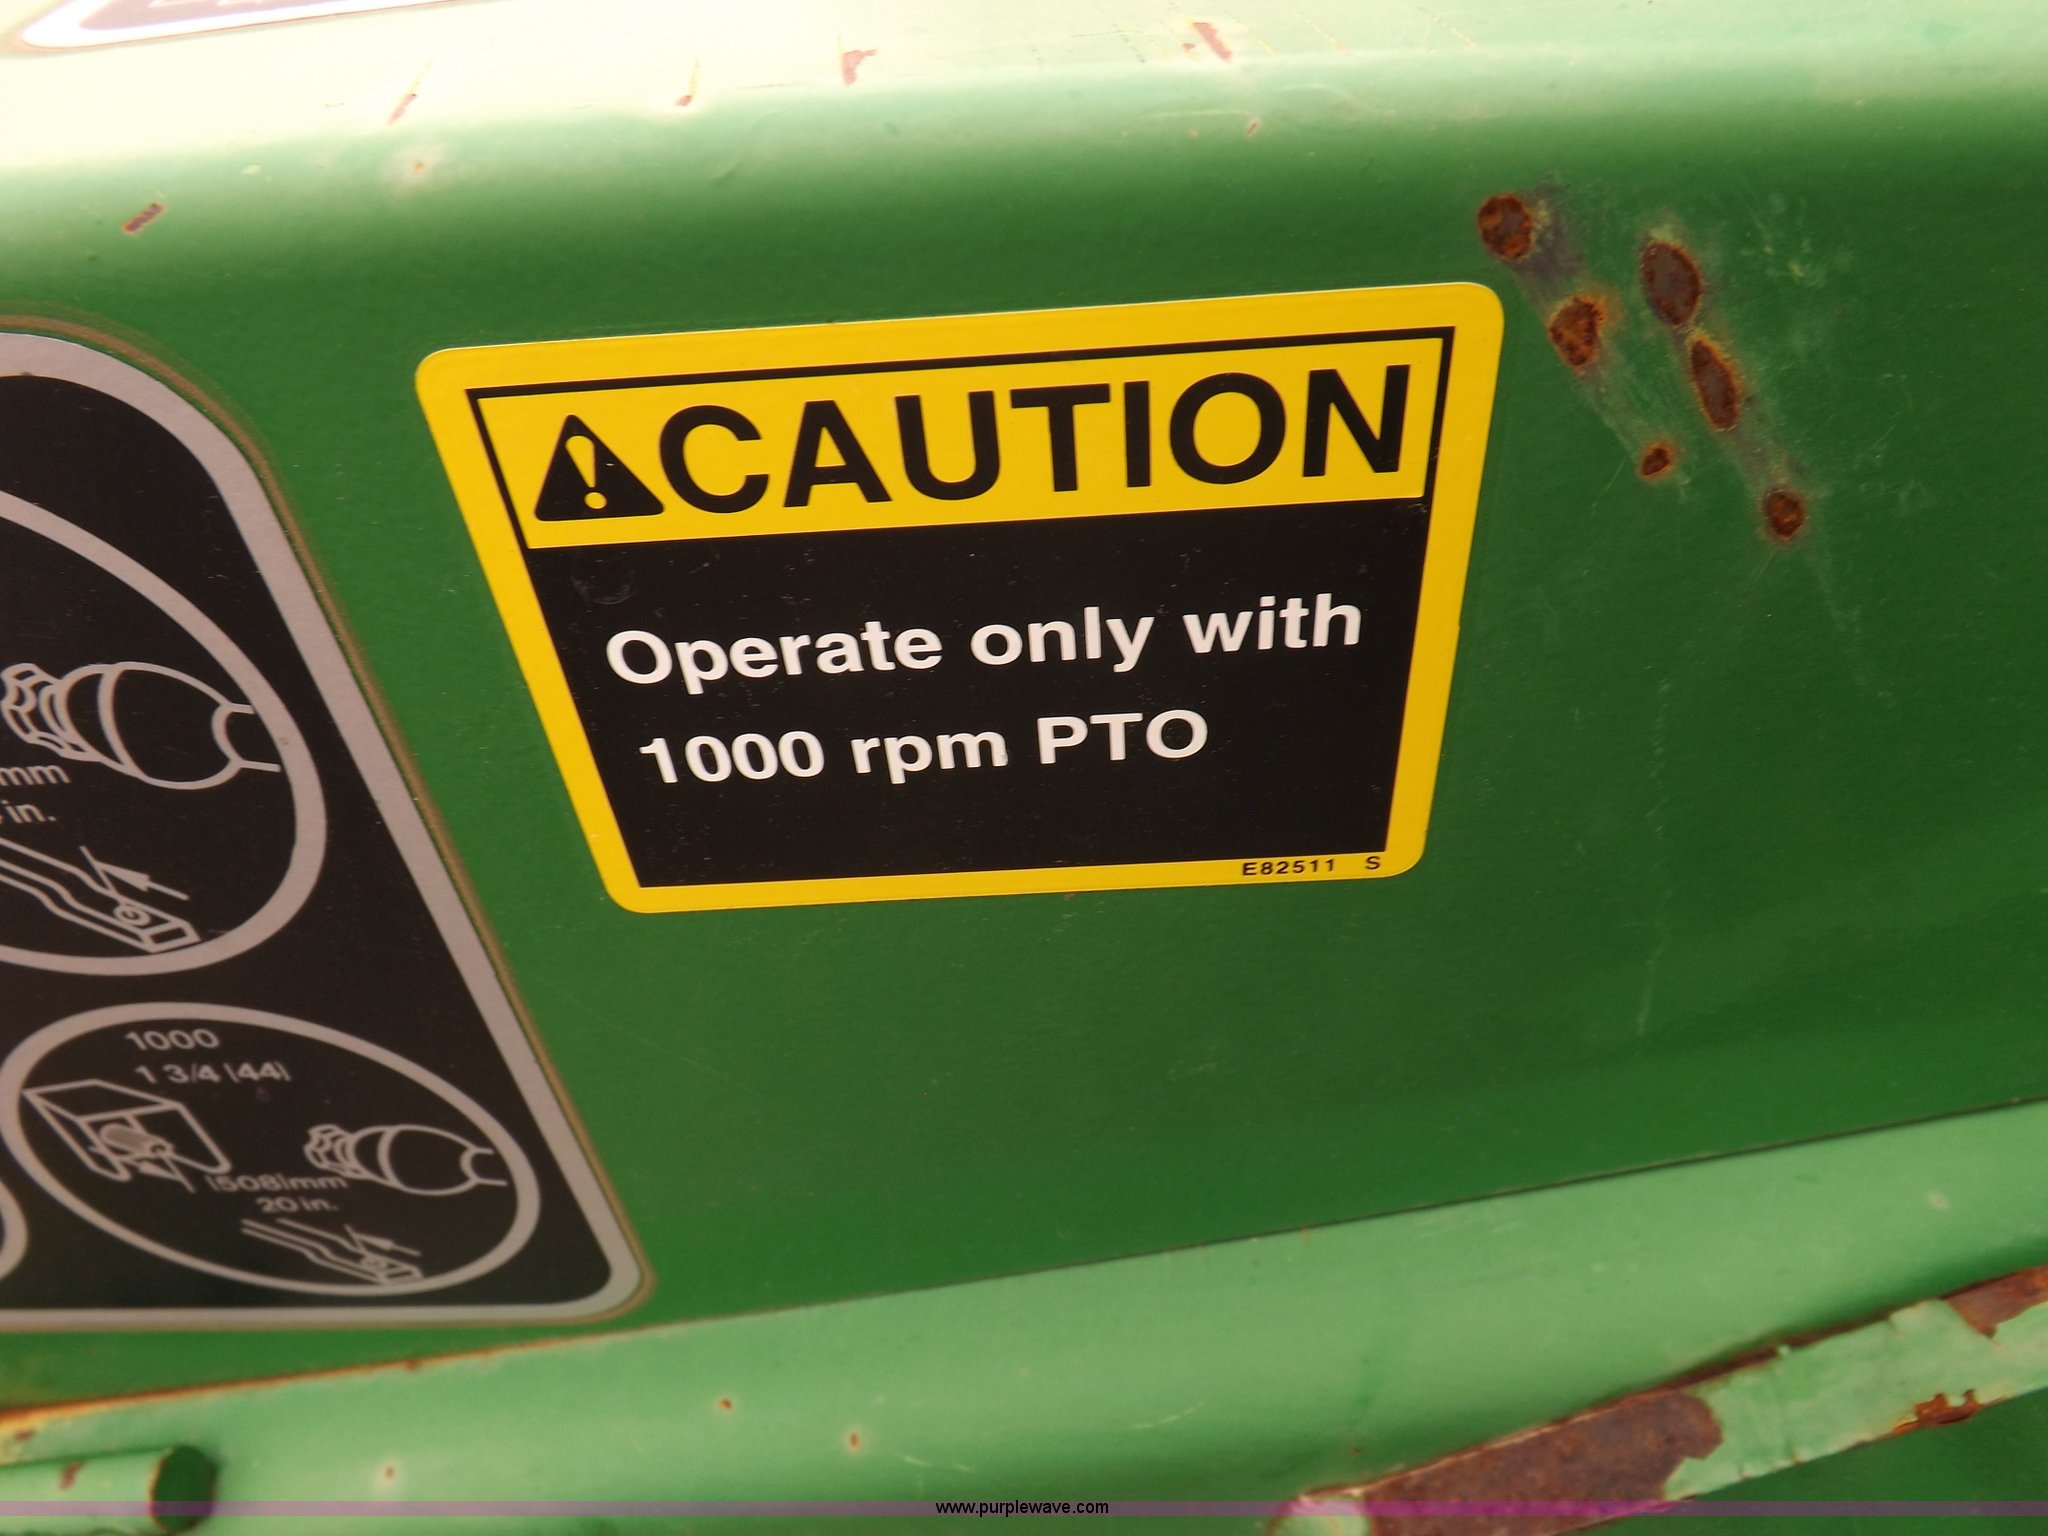 CAUTION
Operate only with
1000 rpm PTO
E82511 S
mm
in.
1000
1 3/4 (44)
(508)mm
20 in.
www.purplewave.com